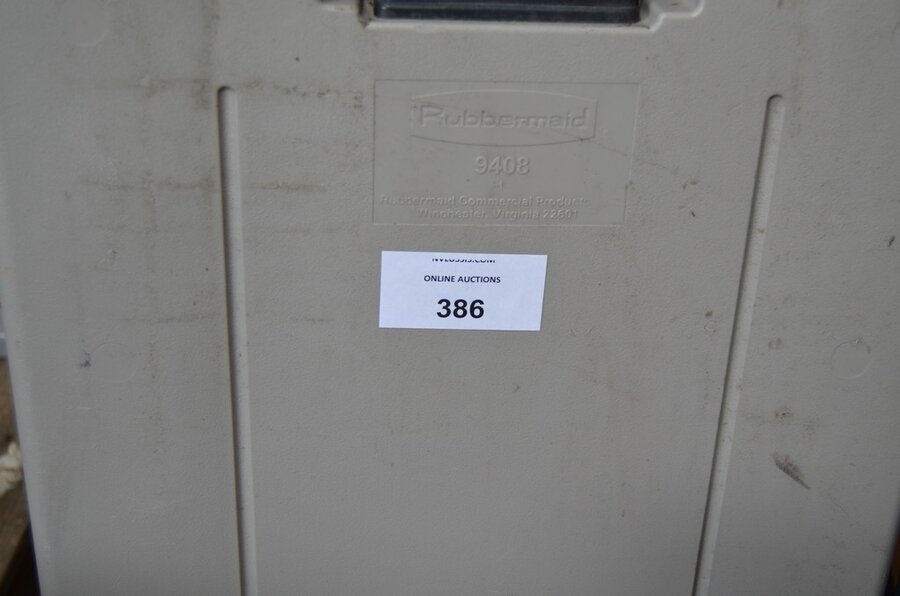 Rubbermaid
9408
Rubbermaid Commercial Products
Winchester, Virginia 22601
ONLINE AUCTIONS
386